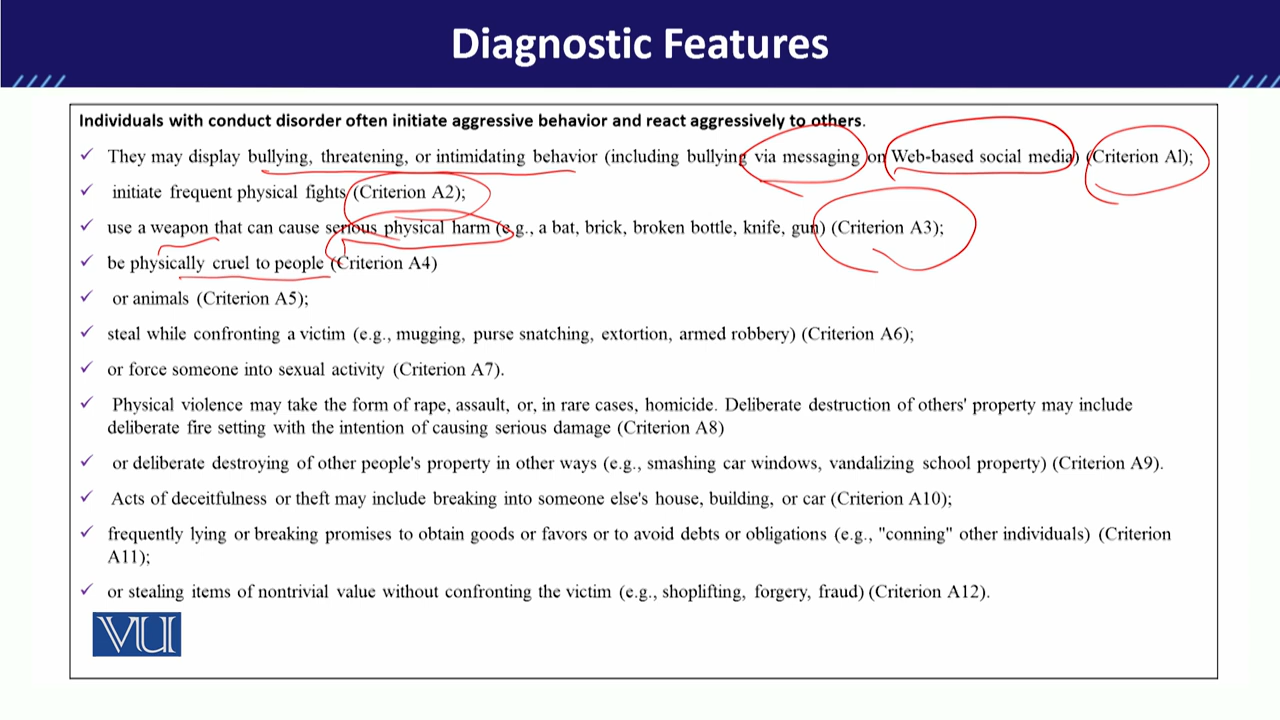 Diagnostic Features
Individuals with conduct disorder often initiate aggressive behavior and react aggressively to others.
✓ They may display bullying, threatening, or intimidating behavior (including bullying via messaging on Web-based social media) (Criterion Al);
✓ initiate frequent physical fights (Criterion A2);
✓ use a weapon that can cause serious physical harm (e.g., a bat, brick, broken bottle, knife, gun) (Criterion A3);
✓ be physically cruel to people (Criterion A4)
✓ or animals (Criterion A5);
✓ steal while confronting a victim (e.g., mugging, purse snatching, extortion, armed robbery) (Criterion A6);
✓ or force someone into sexual activity (Criterion A7).
✓ Physical violence may take the form of rape, assault, or, in rare cases, homicide. Deliberate destruction of others' property may include
deliberate fire setting with the intention of causing serious damage (Criterion A8)
✓ or deliberate destroying of other people's property in other ways (e.g., smashing car windows, vandalizing school property) (Criterion A9).
✓ Acts of deceitfulness or theft may include breaking into someone else's house, building, or car (Criterion A10);
✓ frequently lying or breaking promises to obtain goods or favors or to avoid debts or obligations (e.g., "conning" other individuals) (Criterion
A11);
✓ or stealing items of nontrivial value without confronting the victim (e.g., shoplifting, forgery, fraud) (Criterion A12).
VU